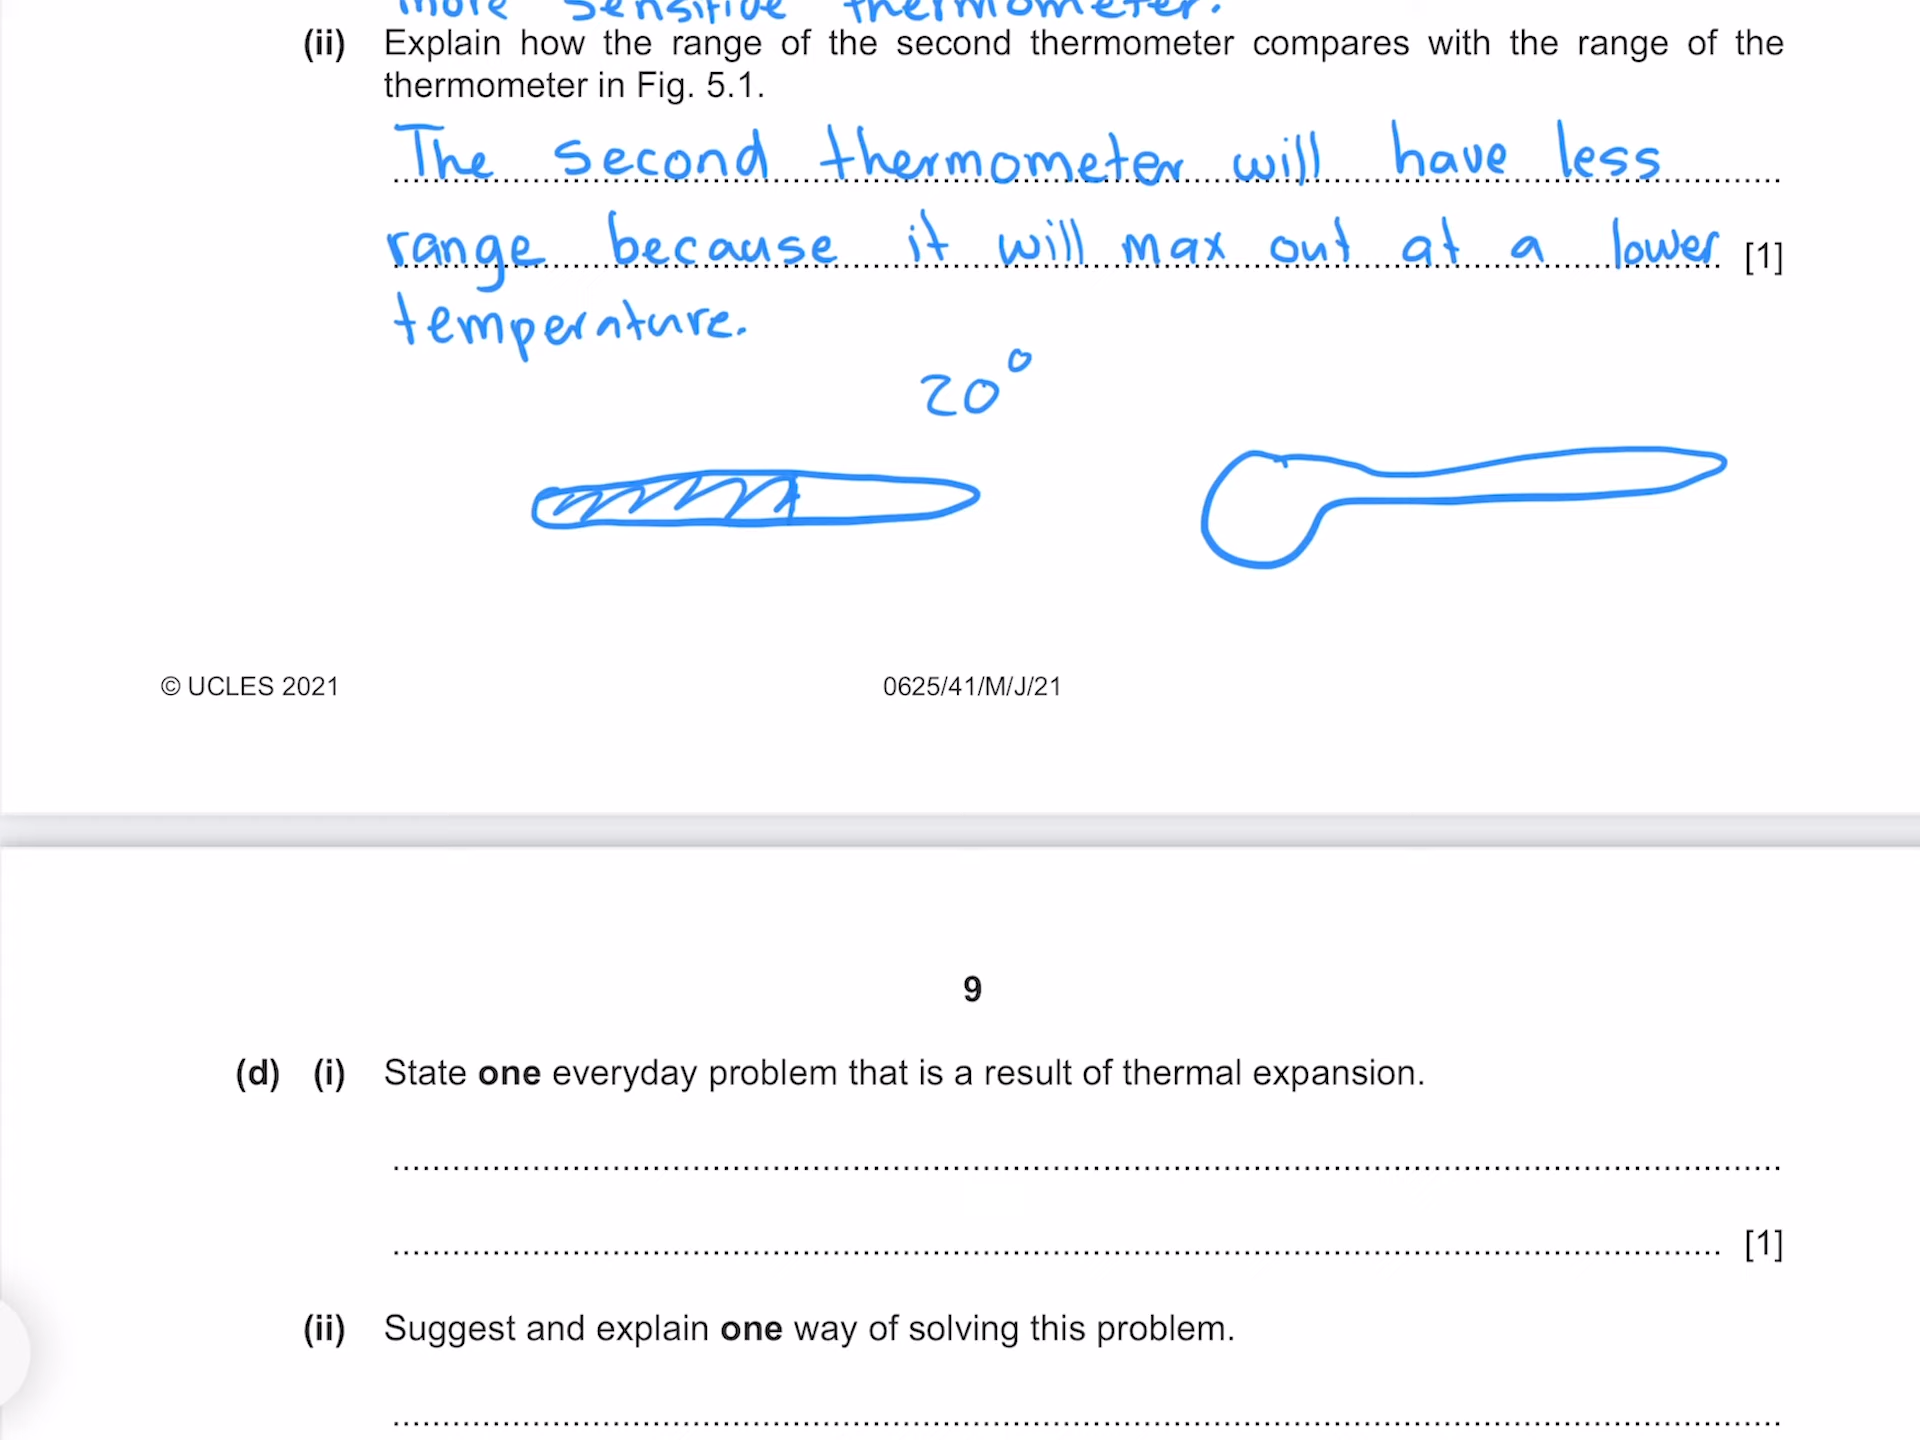 more sensitive thermometer.
(ii) Explain how the range of the second thermometer compares with the range of the
thermometer in Fig. 5.1.
The second thermometer will have less
range because it will max out at a lower [1]
temperature.
20°
© UCLES 2021 0625/41/M/J/21
9
(d) (i) State one everyday problem that is a result of thermal expansion.
[1]
(ii) Suggest and explain one way of solving this problem.